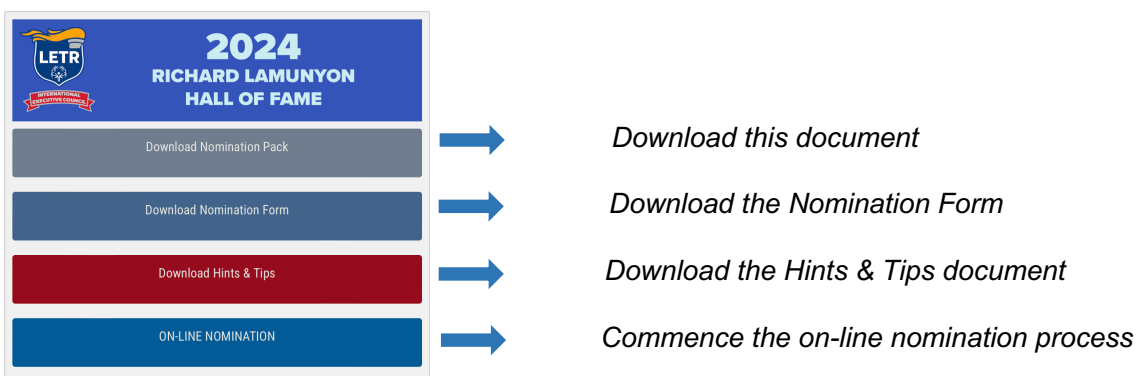 LETR
INTERNATIONAL
EXECUTIVE COUNCIL
2024
RICHARD LAMUNYON
HALL OF FAME
Download Nomination Pack
Download this document
Download Nomination Form
Download the Nomination Form
Download Hints & Tips
Download the Hints & Tips document
ON-LINE NOMINATION
Commence the on-line nomination process